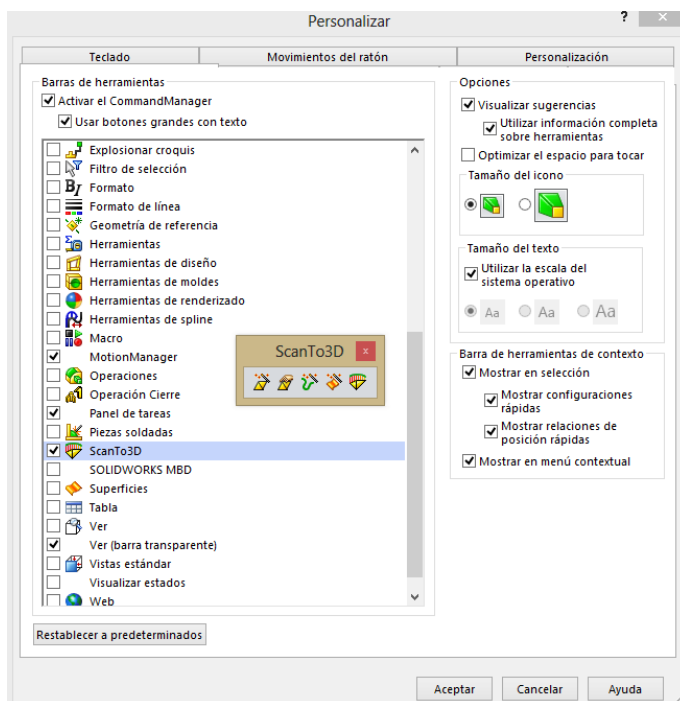 Personalizar
?
Teclado
Movimientos del ratón
Personalización
Barras de herramientas
Activar el CommandManager
Usar botones grandes con texto
Explosionar croquis
Filtro de selección
BI Formato
Formato de línea
Geometría de referencia
Herramientas
Herramientas de diseño
Herramientas de moldes
Herramientas de renderizado
Herramientas de spline
Macro
MotionManager
Operaciones
Operación Cierre
Panel de tareas
Piezas soldadas
ScanTo3D
SOLIDWORKS MBD
Superficies
Tabla
Ver
Ver (barra transparente)
Vistas estándar
Visualizar estados
Web
Restablecer a predeterminados
ScanTo3D
Opciones
Visualizar sugerencias
Utilizar información completa
sobre herramientas
Optimizar el espacio para tocar
Tamaño del icono
Tamaño del texto
Utilizar la escala del
sistema operativo
Aa Aa Aa
Barra de herramientas de contexto
Mostrar en selección
Mostrar configuraciones
rápidas
Mostrar relaciones de
posición rápidas
Mostrar en menú contextual
Aceptar
Cancelar
Ayuda